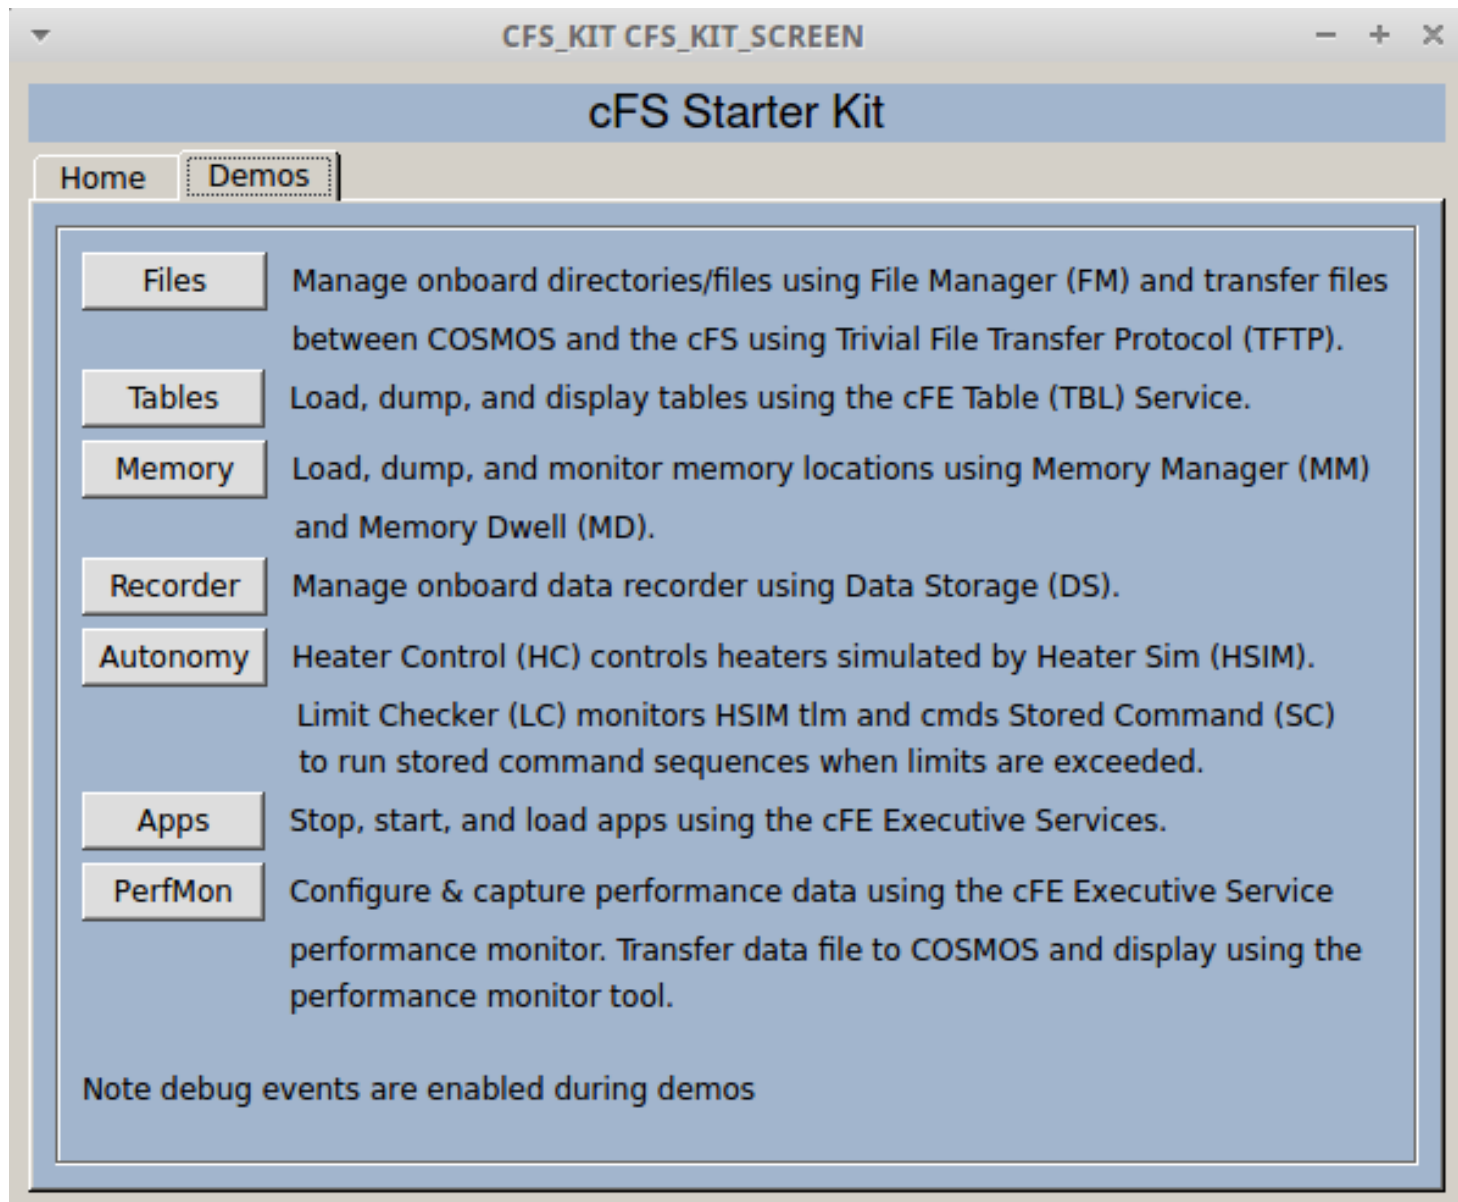 CFS_KIT CFS_KIT_SCREEN
cFS Starter Kit
Home Demos
Files Manage onboard directories/files using File Manager (FM) and transfer files
between COSMOS and the cFS using Trivial File Transfer Protocol (TFTP).
Tables Load, dump, and display tables using the cFE Table (TBL) Service.
Memory Load, dump, and monitor memory locations using Memory Manager (MM)
and Memory Dwell (MD).
Recorder Manage onboard data recorder using Data Storage (DS).
Autonomy Heater Control (HC) controls heaters simulated by Heater Sim (HSIM).
Limit Checker (LC) monitors HSIM tlm and cmds Stored Command (SC)
to run stored command sequences when limits are exceeded.
Apps Stop, start, and load apps using the cFE Executive Services.
PerfMon Configure & capture performance data using the cFE Executive Service
performance monitor. Transfer data file to COSMOS and display using the
performance monitor tool.
Note debug events are enabled during demos